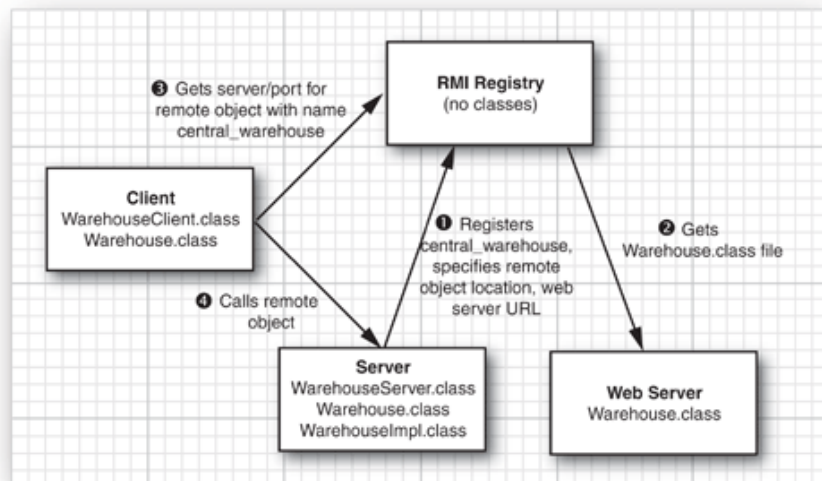 RMI Registry
(no classes)
❸ Gets server/port for
remote object with name
central_warehouse
Client
WarehouseClient.class
Warehouse.class
❶ Registers
central_warehouse,
specifies remote
object location, web
server URL
❷ Gets
Warehouse.class file
❹ Calls remote
object
Server
WarehouseServer.class
Warehouse.class
WarehouseImpl.class
Web Server
Warehouse.class